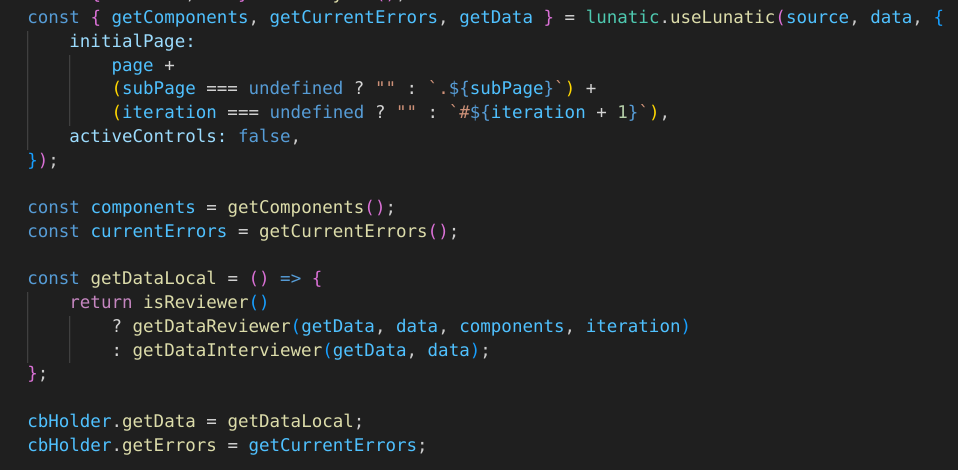 const { getComponents, getCurrentErrors, getData } = lunatic.useLunatic(source, data, {
    initialPage:
        page +
        (subPage === undefined ? "" : `.${subPage}`) +
        (iteration === undefined ? "" : `#${iteration + 1}`),
    activeControls: false,
});

const components = getComponents();
const currentErrors = getCurrentErrors();

const getDataLocal = () => {
    return isReviewer()
        ? getDataReviewer(getData, data, components, iteration)
        : getDataInterviewer(getData, data);
};

cbHolder.getData = getDataLocal;
cbHolder.getErrors = getCurrentErrors;